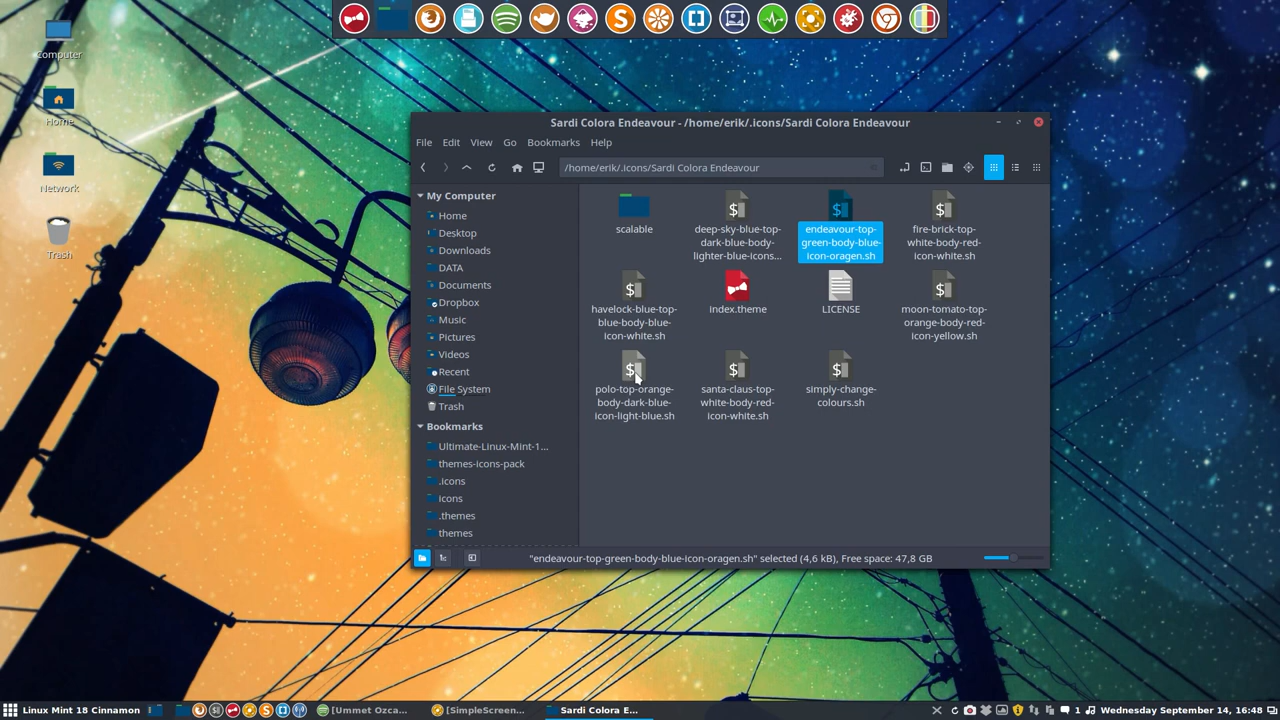 Computer
Home
Network
Trash
Sardi Colora Endeavour - /home/erik/.icons/Sardi Colora Endeavour
File Edit View Go Bookmarks Help
/home/erik/.icons/Sardi Colora Endeavour
My Computer
Home
Desktop
Downloads
DATA
Documents
Dropbox
Music
Pictures
Videos
Recent
File System
Trash
Bookmarks
Ultimate-Linux-Mint-1...
themes-icons-pack
.icons
icons
.themes
themes
scalable
deep-sky-blue-top-
dark-blue-body-
lighter-blue-icons...
endeavour-top-
green-body-blue-
icon-oragen.sh
fire-brick-top-
white-body-red-
icon-white.sh
havelock-blue-top-
blue-body-blue-
icon-white.sh
index.theme
LICENSE
moon-tomato-top-
orange-body-red-
icon-yellow.sh
polo-top-orange-
body-dark-blue-
icon-light-blue.sh
santa-claus-top-
white-body-red-
icon-white.sh
simply-change-
colours.sh
"endeavour-top-green-body-blue-icon-oragen.sh" selected (4,6 kB), Free space: 47,8 GB
Linux Mint 18 Cinnamon
[Ummet Ozca...
[SimpleScreen...
Sardi Colora E...
1
Wednesday September 14, 16:48